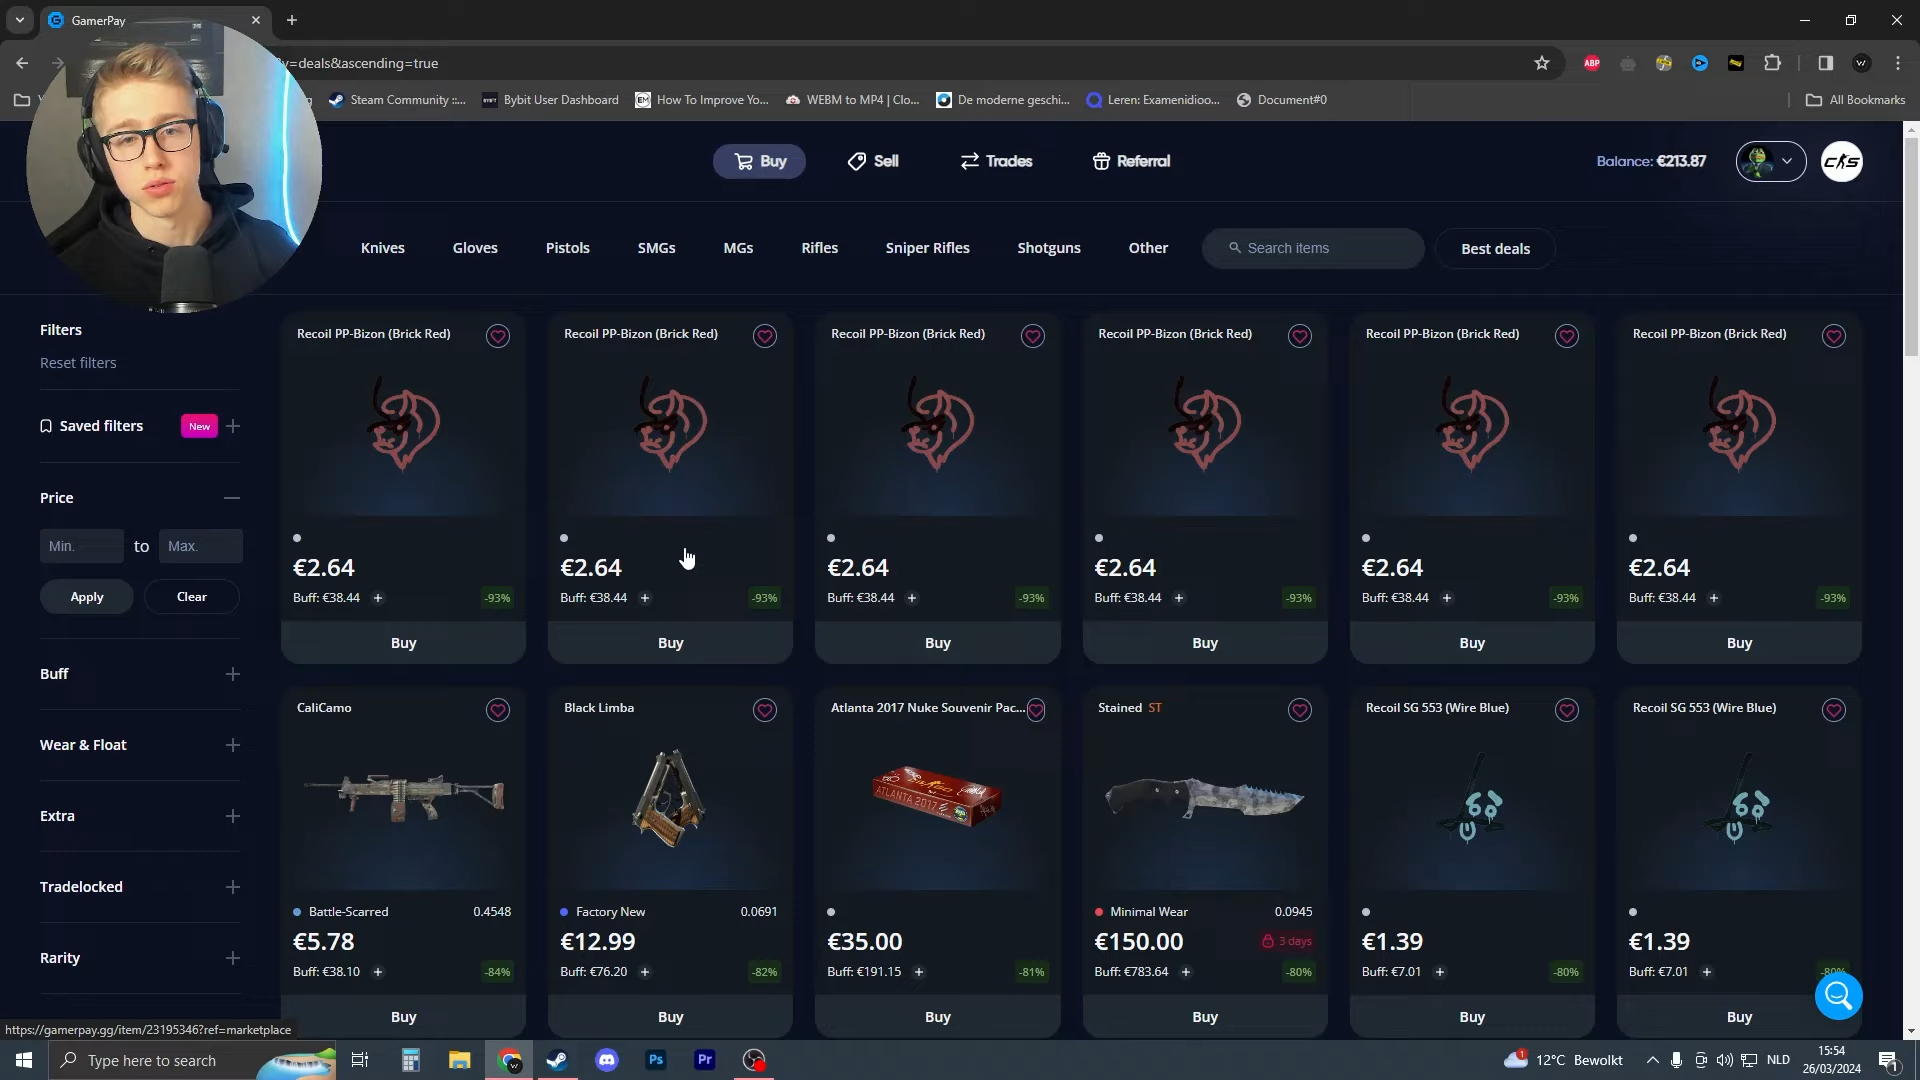 GamerPay
y=deals&ascending=true
ABP
Steam Community ::...
BYBIT
Bybit User Dashboard
EM
How To Improve Yo...
WEBM to MP4 | Clo...
De moderne geschi...
Leren: Examenidioo...
Document#0
All Bookmarks
Buy
Sell
Trades
Referral
Balance: €213.87
Knives
Gloves
Pistols
SMGs
MGs
Rifles
Sniper Rifles
Shotguns
Other
Search items
Best deals
Filters
Reset filters
Saved filters
New
Price
Min.
to
Max.
Apply
Clear
Buff
Wear & Float
Extra
Tradelocked
Rarity
Recoil PP-Bizon (Brick Red)
€2.64
Buff: €38.44
-93%
Buy
Recoil PP-Bizon (Brick Red)
€2.64
Buff: €38.44
-93%
Buy
Recoil PP-Bizon (Brick Red)
€2.64
Buff: €38.44
-93%
Buy
Recoil PP-Bizon (Brick Red)
€2.64
Buff: €38.44
-93%
Buy
Recoil PP-Bizon (Brick Red)
€2.64
Buff: €38.44
-93%
Buy
Recoil PP-Bizon (Brick Red)
€2.64
Buff: €38.44
-93%
Buy
CaliCamo
Battle-Scarred
0.4548
€5.78
Buff: €38.10
-84%
Buy
Black Limba
Factory New
0.0691
€12.99
Buff: €76.20
-82%
Buy
Atlanta 2017 Nuke Souvenir Pac...
ATLANTA 2017
€35.00
Buff: €191.15
-81%
Buy
Stained ST
Minimal Wear
0.0945
€150.00
3 days
Buff: €783.64
-80%
Buy
Recoil SG 553 (Wire Blue)
€1.39
Buff: €7.01
-80%
Buy
Recoil SG 553 (Wire Blue)
€1.39
Buff: €7.01
-80%
Buy
https://gamerpay.gg/item/23195346?ref=marketplace
Type here to search
Ps
Pr
1
12°C Bewolkt
NLD
15:54
26/03/2024
1